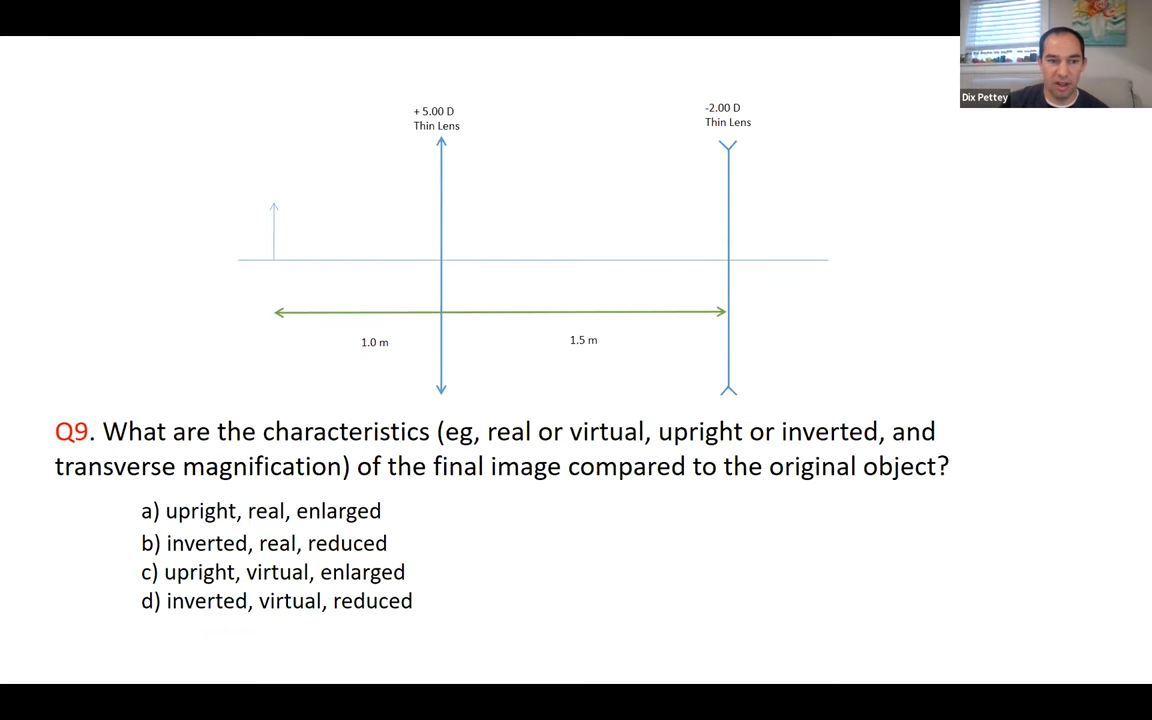 Dix Pettey
+ 5.00 D
Thin Lens
-2.00 D
Thin Lens
1.0 m
1.5 m
Q9. What are the characteristics (eg, real or virtual, upright or inverted, and
transverse magnification) of the final image compared to the original object?
a) upright, real, enlarged
b) inverted, real, reduced
c) upright, virtual, enlarged
d) inverted, virtual, reduced